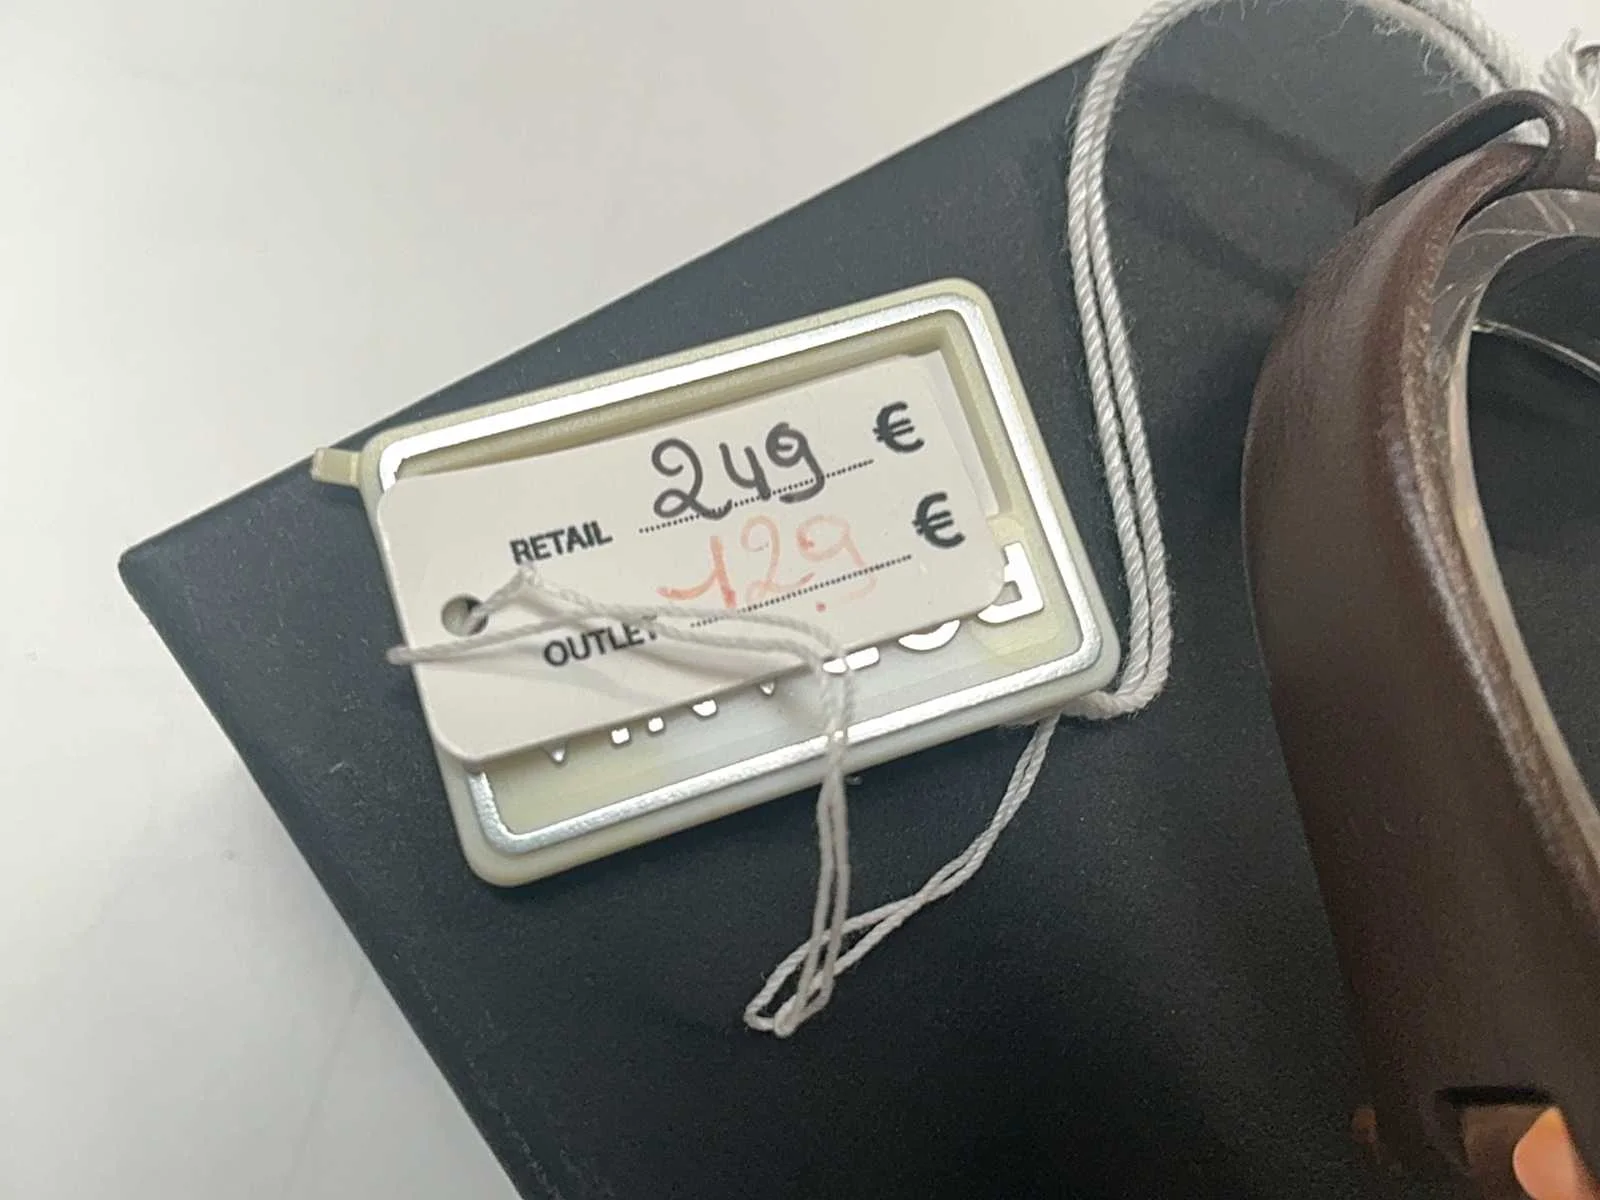 249 €
RETAIL
129 €
OUTLET